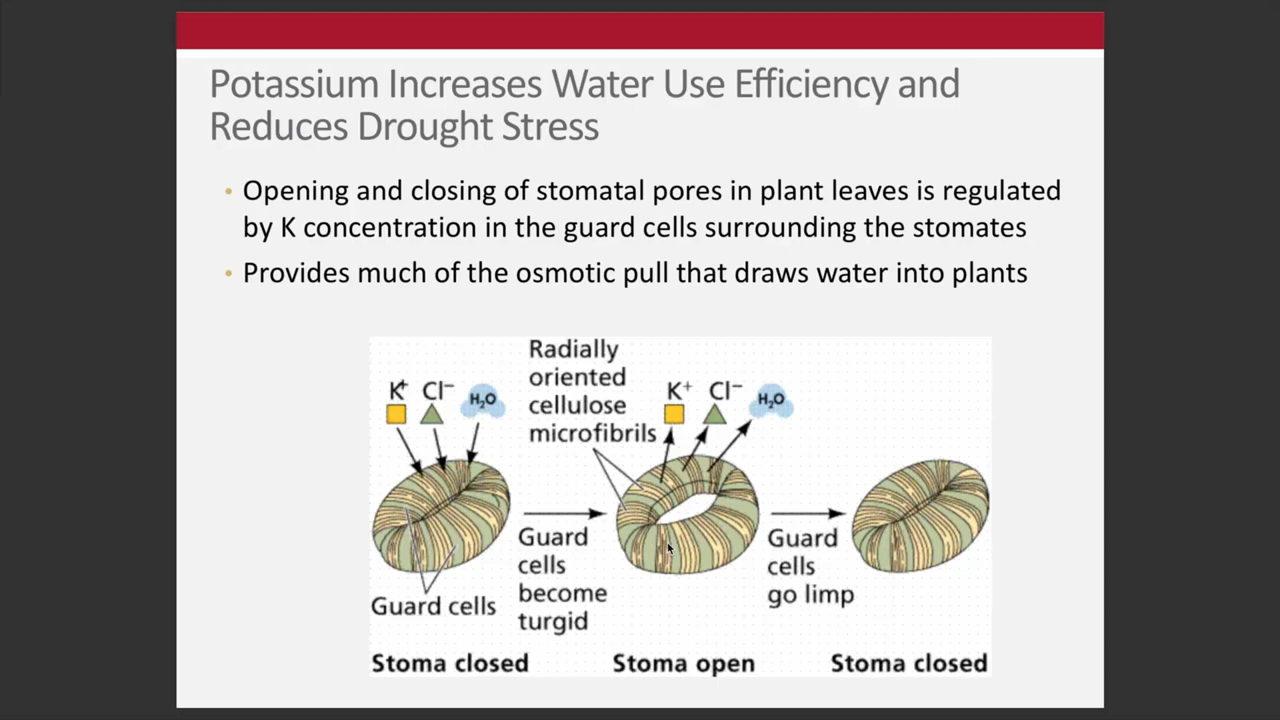 Potassium Increases Water Use Efficiency and
Reduces Drought Stress
• Opening and closing of stomatal pores in plant leaves is regulated
by K concentration in the guard cells surrounding the stomates
• Provides much of the osmotic pull that draws water into plants
Radially
oriented
cellulose
microfibrils
K+ Cl− H₂O
K+ Cl− H₂O
Guard cells
Guard
cells
become
turgid
Guard
cells
go limp
Stoma closed
Stoma open
Stoma closed